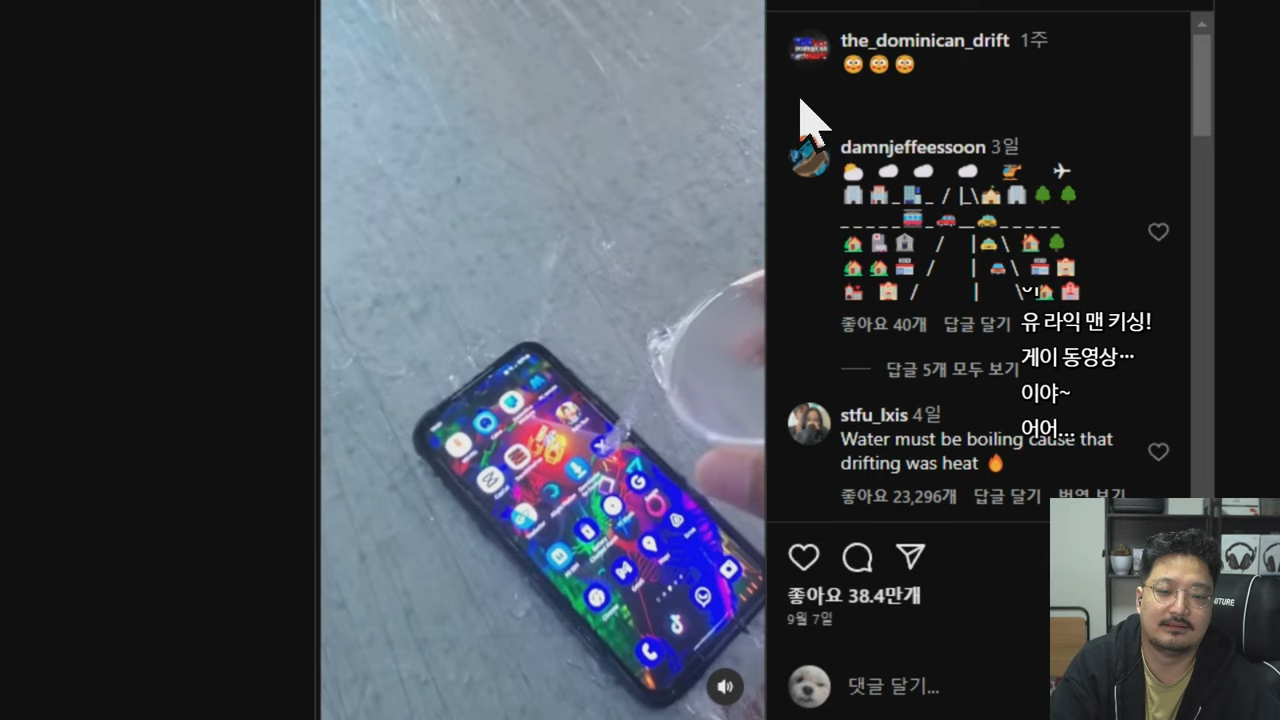 the_dominican_drift 1주
damnjeffeessoon 3일
좋아요 40개 답글 달기
답글 5개 모두 보기
유 라익 맨 키싱!
게이 동영상...
이야~
어어...
stfu_lxis 4일
Water must be boiling cause that
drifting was heat 🔥
좋아요 23,296개 답글 달기 번역 보기
좋아요 38.4만개
9월 7일
댓글 달기...